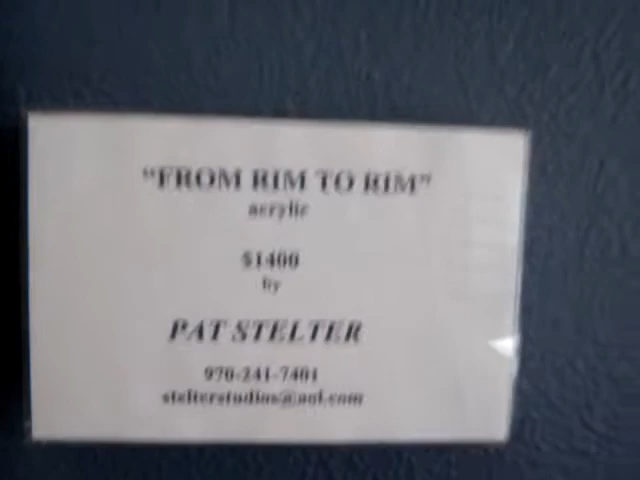 "FROM RIM TO RIM"
acrylic
$1400
by
PAT STELTER
970-241-7401
stelterstudios@aol.com